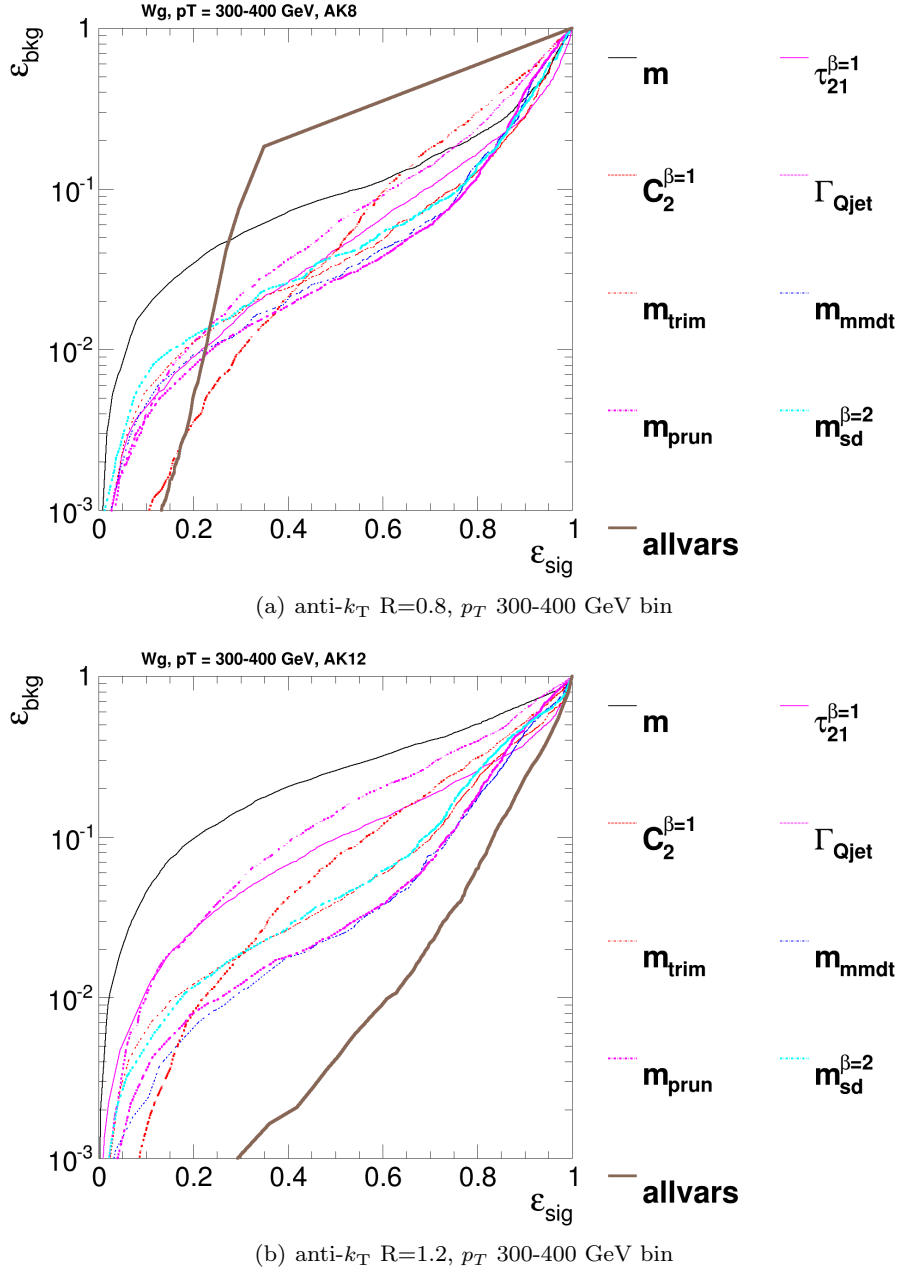 Wg, pT = 300-400 GeV, AK8
ε_bkg
1
10^-1
10^-2
10^-3
0 0.2 0.4 0.6 0.8 1
ε_sig
m
τ_21^β=1
C_2^β=1
Γ_Qjet
m_trim
m_mmdt
m_prun
m_sd^β=2
allvars
(a) anti-k_T R=0.8, p_T 300-400 GeV bin
Wg, pT = 300-400 GeV, AK12
ε_bkg
1
10^-1
10^-2
10^-3
0 0.2 0.4 0.6 0.8 1
ε_sig
m
τ_21^β=1
C_2^β=1
Γ_Qjet
m_trim
m_mmdt
m_prun
m_sd^β=2
allvars
(b) anti-k_T R=1.2, p_T 300-400 GeV bin